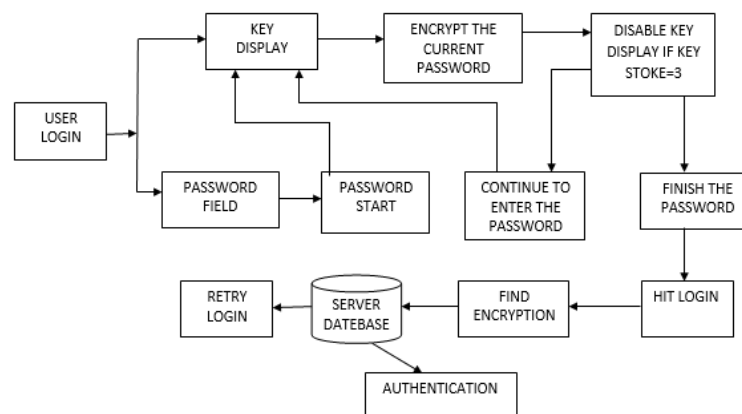 KEY
DISPLAY
ENCRYPT THE
CURRENT
PASSWORD
DISABLE KEY
DISPLAY IF KEY
STOKE=3
USER
LOGIN
PASSWORD
FIELD
PASSWORD
START
CONTINUE TO
ENTER THE
PASSWORD
FINISH THE
PASSWORD
RETRY
LOGIN
SERVER
DATEBASE
FIND
ENCRYPTION
HIT LOGIN
AUTHENTICATION